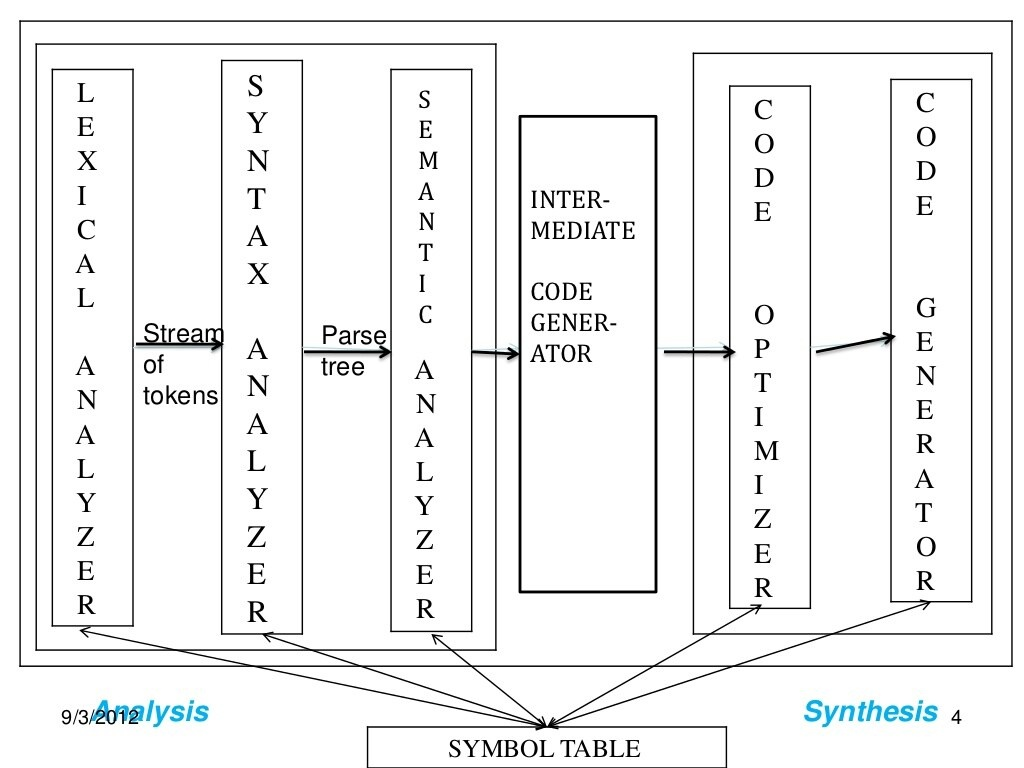 LEXICAL ANALYZER
Stream
of
tokens
SYNTAX ANALYZER
Parse
tree
SEMANTIC ANALYZER
INTER-
MEDIATE
CODE
GENER-
ATOR
CODE OPTIMIZER
CODE GENERATOR
9/3/2012
Analysis
Synthesis
4
SYMBOL TABLE